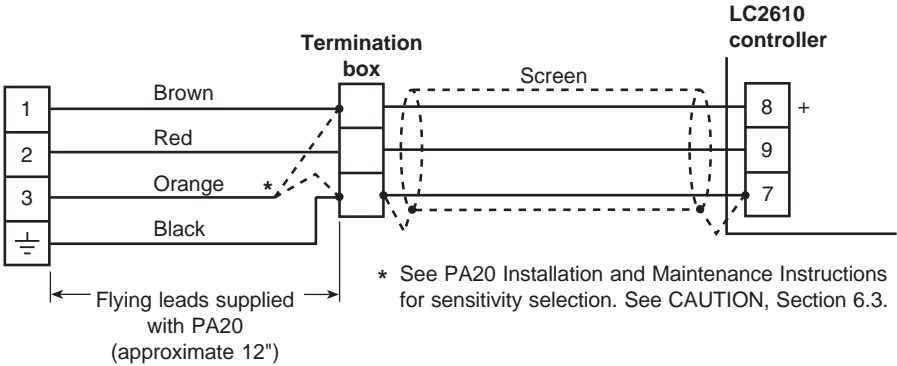 LC2610
controller
Termination
box
Screen
1
Brown
8 +
2
Red
9
3
Orange *
7
Black
* See PA20 Installation and Maintenance Instructions
for sensitivity selection. See CAUTION, Section 6.3.
Flying leads supplied
with PA20
(approximate 12")